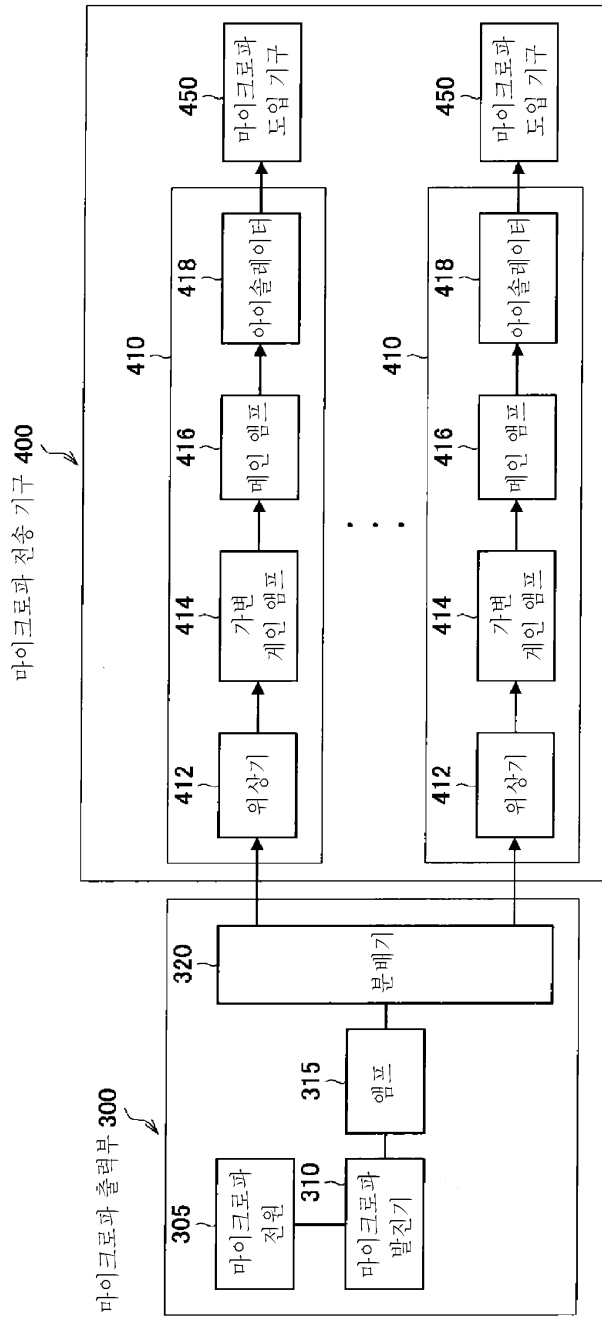 마이크로파 출력부 300
305
마이크로파
전원
310
마이크로파
발진기
315
앰프
320
분배기
마이크로파 전송 기구 400
410
412
위상기
414
가변
게인 앰프
416
메인 앰프
418
아이솔레이터
450
마이크로파
도입 기구
. . .
410
412
위상기
414
가변
게인 앰프
416
메인 앰프
418
아이솔레이터
450
마이크로파
도입 기구